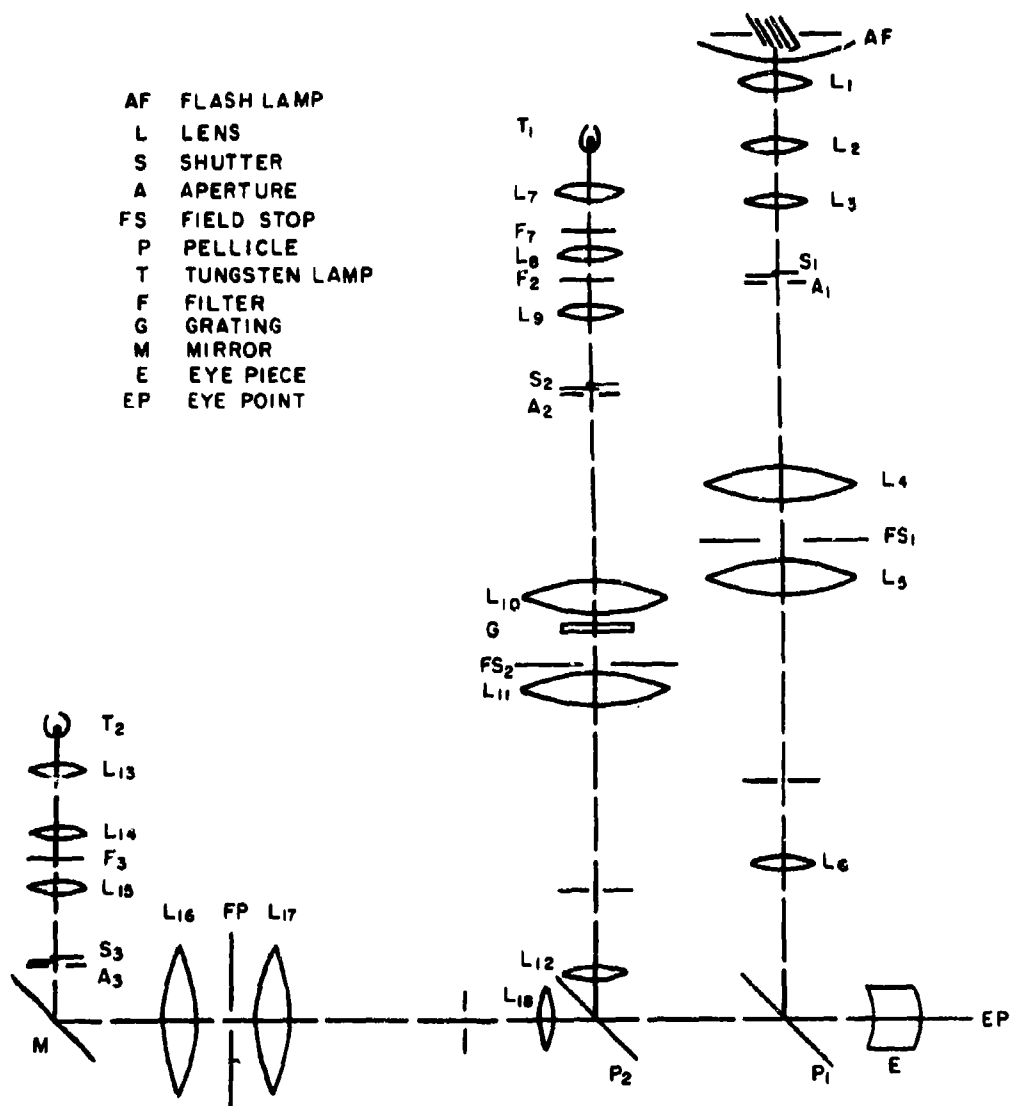 AF FLASH LAMP
L LENS
S SHUTTER
A APERTURE
FS FIELD STOP
P PELLICLE
T TUNGSTEN LAMP
F FILTER
G GRATING
M MIRROR
E EYE PIECE
EP EYE POINT
AF
L1
L2
L3
S1
A1
L4
FS1
L5
L6
T1
L7
F7
L8
F2
L9
S2
A2
L10
G
FS2
L11
L12
T2
L13
L14
F3
L15
S3
A3
M
L16
FP
L17
L18
P2
P1
E
EP